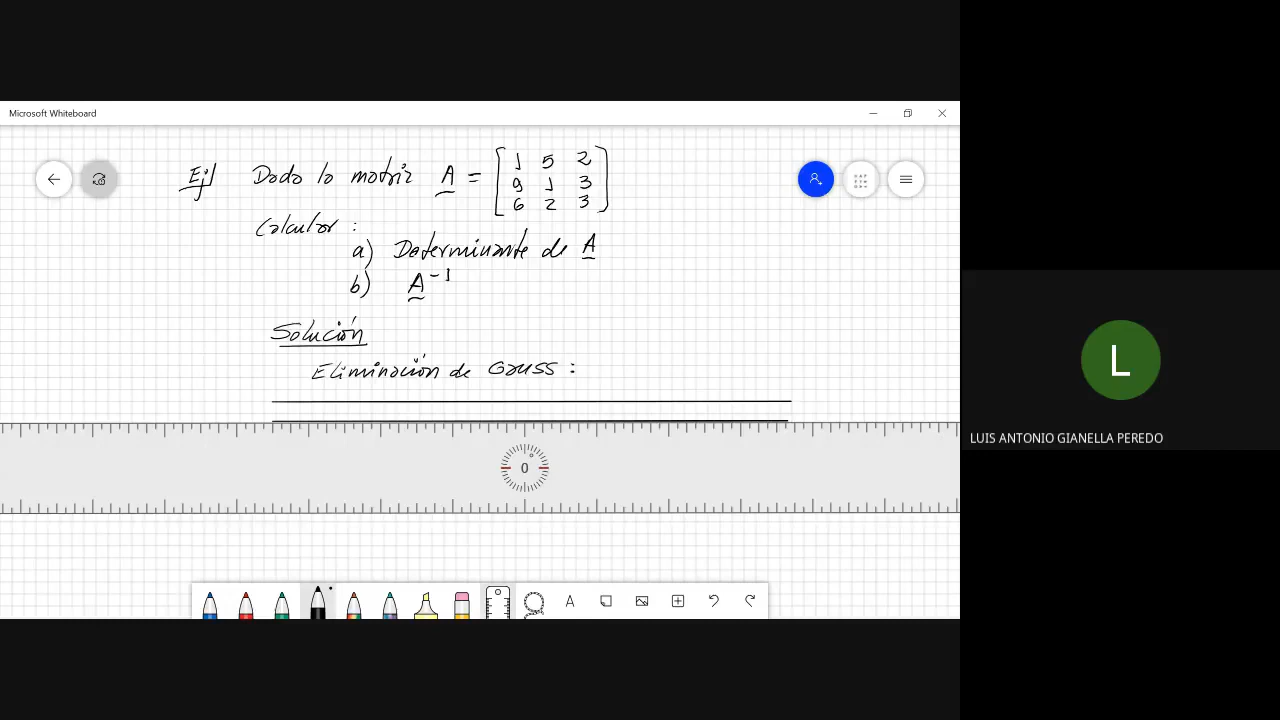 Microsoft Whiteboard
Ej/ Dado la matriz A = [1 5 2
9 1 3
6 2 3]
Calcular :
a) Determinante de A
b) A⁻¹
Solución
Eliminación de Gauss :
0
L
LUIS ANTONIO GIANELLA PEREDO
A